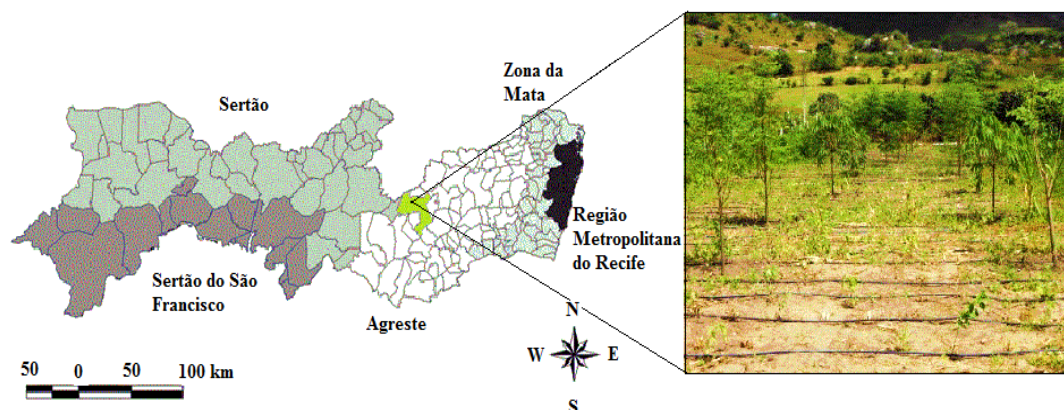 Zona da
Mata
Sertão
Região
Metropolitana
do Recife
Sertão do São
Francisco
Agreste
N
W E
S
50 0 50 100 km